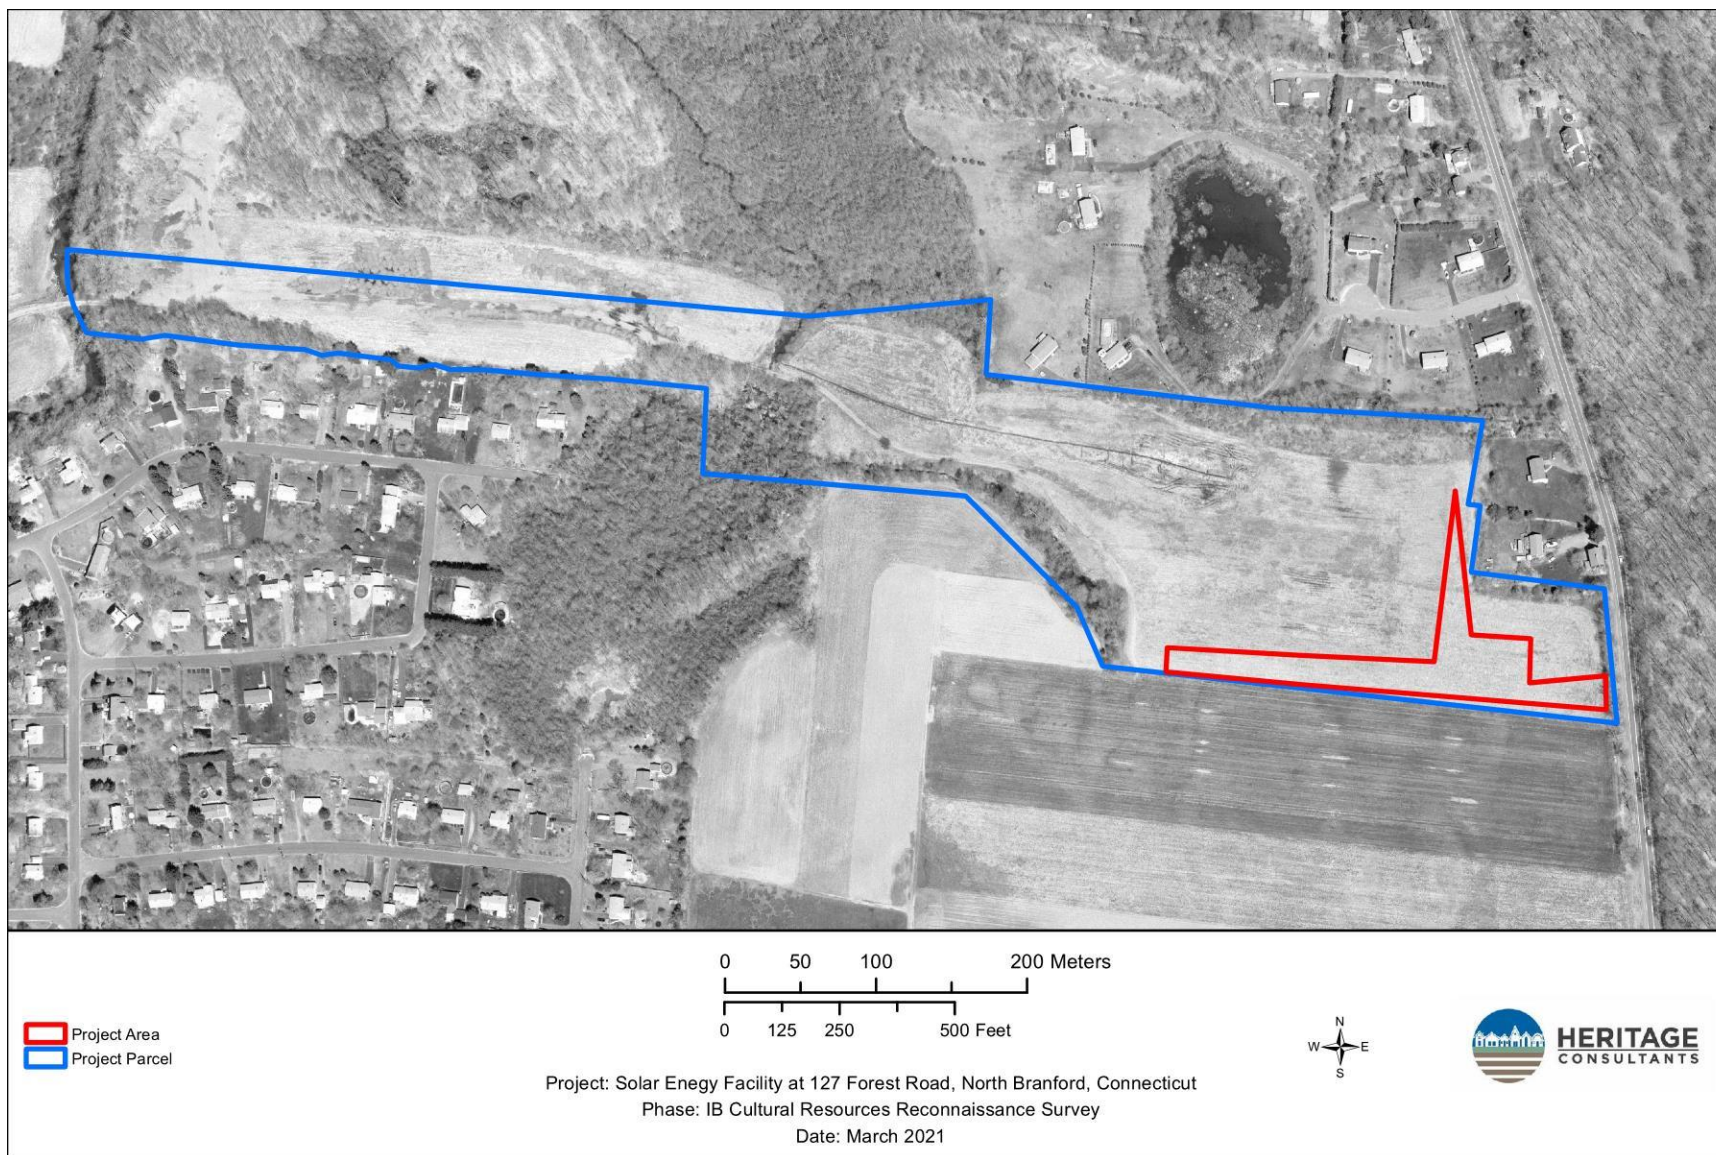 0 50 100 200 Meters
0 125 250 500 Feet
Project Area
Project Parcel
N
W E
S
HERITAGE
CONSULTANTS
Project: Solar Enegy Facility at 127 Forest Road, North Branford, Connecticut
Phase: IB Cultural Resources Reconnaissance Survey
Date: March 2021